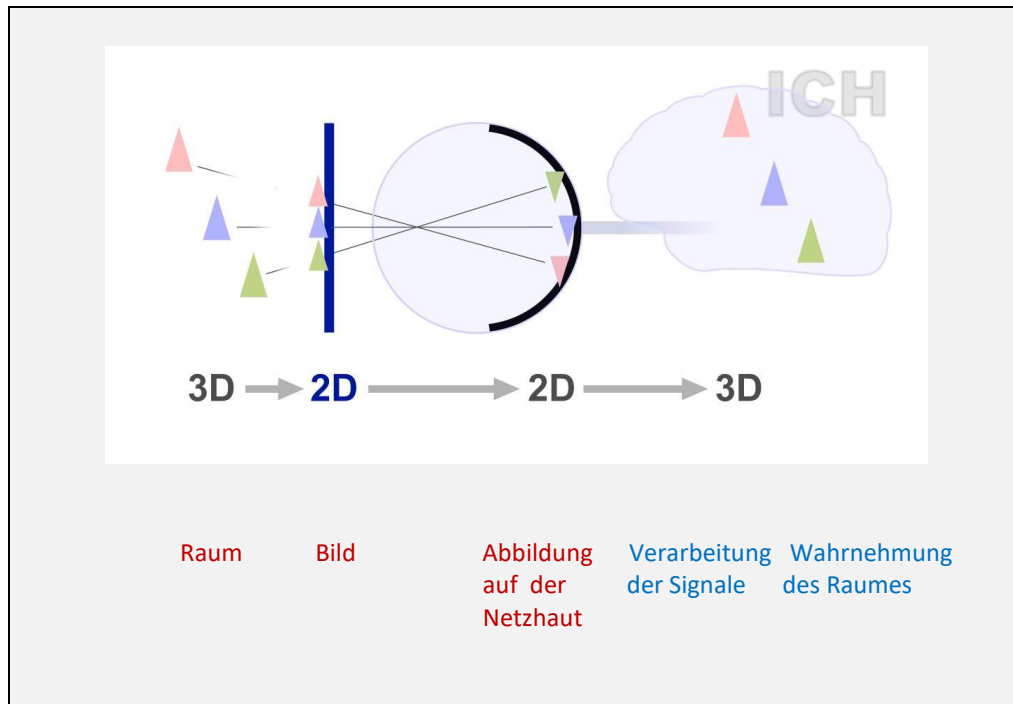 ICH
3D 2D 2D 3D
Raum Bild Abbildung Verarbeitung Wahrnehmung
auf der der Signale des Raumes
Netzhaut